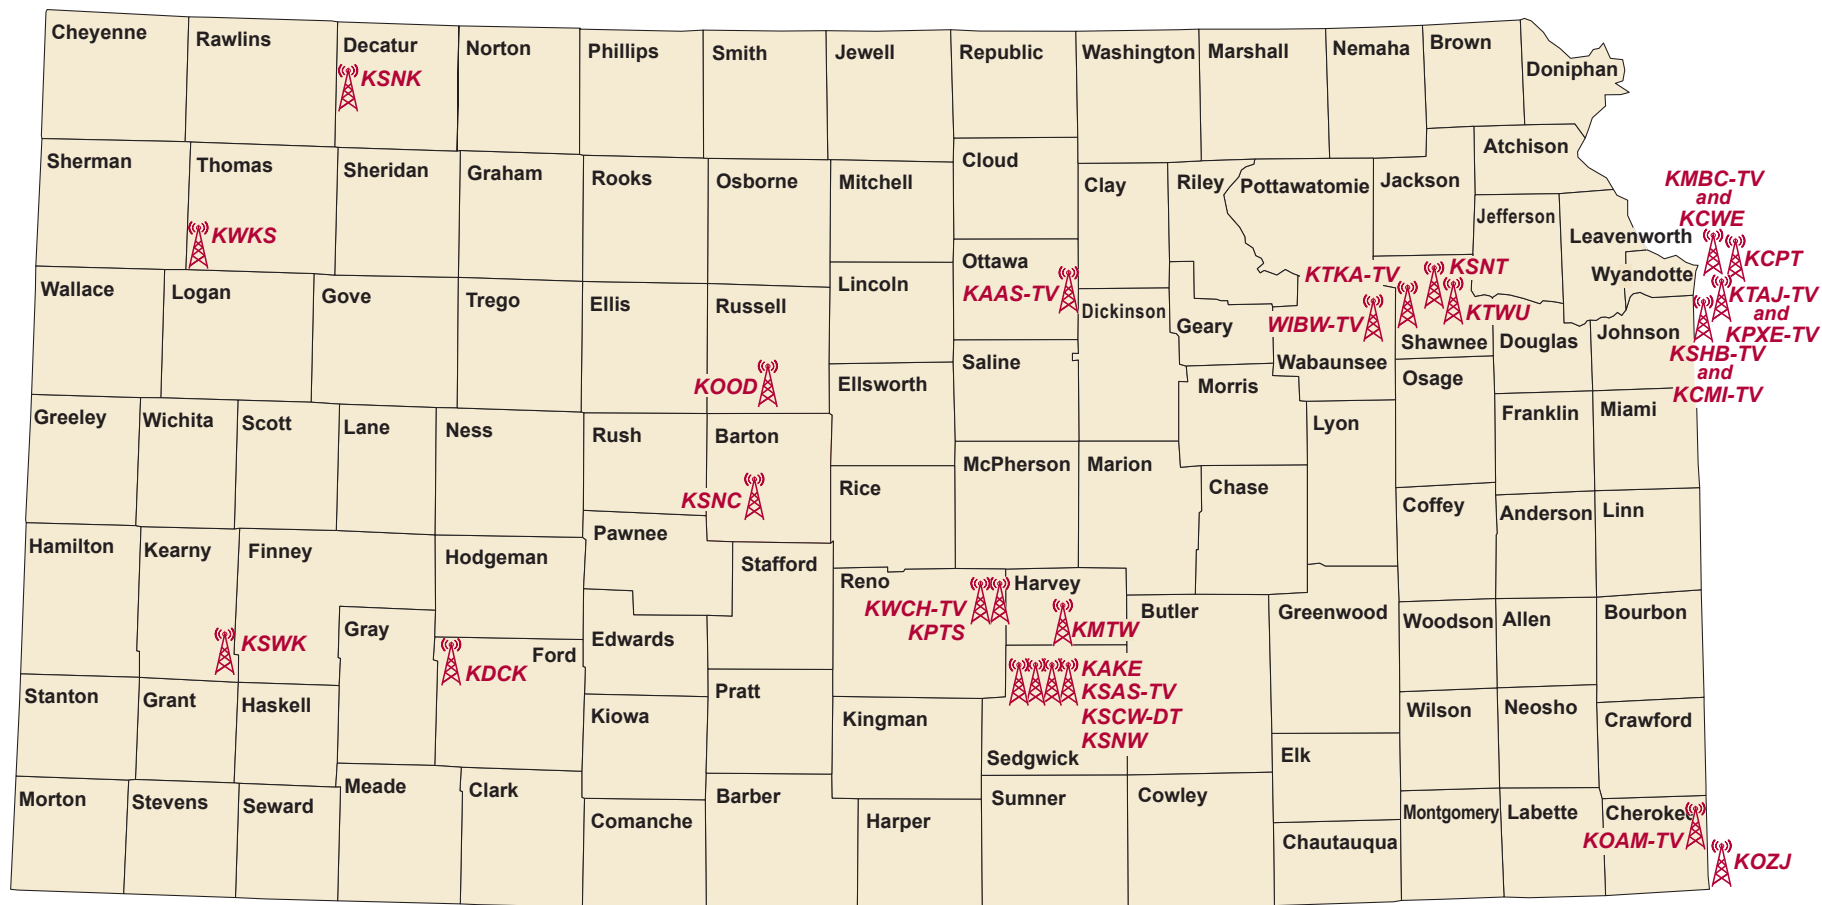 Cheyenne
Rawlins
Decatur
Norton
Phillips
Smith
Jewell
Republic
Washington
Marshall
Nemaha
Brown
Doniphan
KSNK
Sherman
Thomas
Sheridan
Graham
Rooks
Osborne
Mitchell
Cloud
Clay
Riley
Pottawatomie
Jackson
Atchison
Jefferson
Leavenworth
Wyandotte
KMBC-TV
and
KCWE
KCPT
KTAJ-TV
and
KPXE-TV
KSHB-TV
and
KCMI-TV
KWKS
Ottawa
KAAS-TV
KTKA-TV
KSNT
KTWU
WIBW-TV
Wallace
Logan
Gove
Trego
Ellis
Russell
Lincoln
Dickinson
Geary
Wabaunsee
Shawnee
Douglas
Johnson
KOOD
Saline
Ellsworth
Morris
Osage
Franklin
Miami
Greeley
Wichita
Scott
Lane
Ness
Rush
Barton
Lyon
KSNC
Rice
McPherson
Marion
Chase
Coffey
Anderson
Linn
Hamilton
Kearny
Finney
Hodgeman
Pawnee
Stafford
Reno
Harvey
KWCH-TV
KPTS
KMTW
Butler
Greenwood
Woodson
Allen
Bourbon
KSWK
Gray
KDCK
Ford
Edwards
KAKE
KSAS-TV
KSCW-DT
KSNW
Stanton
Grant
Haskell
Kiowa
Pratt
Kingman
Sedgwick
Elk
Wilson
Neosho
Crawford
Morton
Stevens
Seward
Meade
Clark
Comanche
Barber
Harper
Sumner
Cowley
Chautauqua
Montgomery
Labette
Cherokee
KOAM-TV
KOZJ